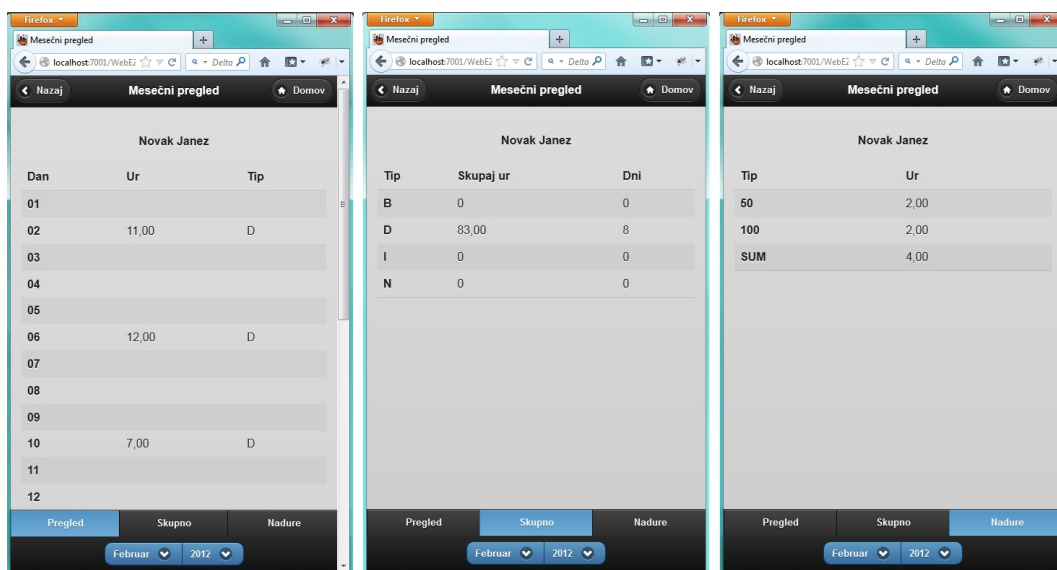 Firefox
Mesečni pregled
localhost:7001/WebEZ Delta
Nazaj Mesečni pregled Domov
Novak Janez
Dan Ur Tip
01
02 11,00 D
03
04
05
06 12,00 D
07
08
09
10 7,00 D
11
12
Pregled Skupno Nadure
Februar 2012
Firefox
Mesečni pregled
localhost:7001/WebEZ Delta
Nazaj Mesečni pregled Domov
Novak Janez
Tip Skupaj ur Dni
B 0 0
D 83,00 8
I 0 0
N 0 0
Pregled Skupno Nadure
Februar 2012
Firefox
Mesečni pregled
localhost:7001/WebEZ Delta
Nazaj Mesečni pregled Domov
Novak Janez
Tip Ur
50 2,00
100 2,00
SUM 4,00
Pregled Skupno Nadure
Februar 2012